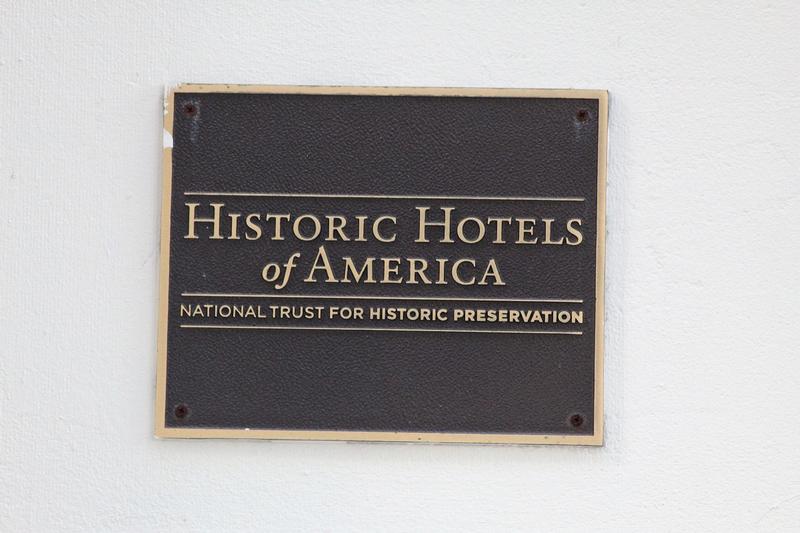 HISTORIC HOTELS
of AMERICA
NATIONAL TRUST FOR HISTORIC PRESERVATION